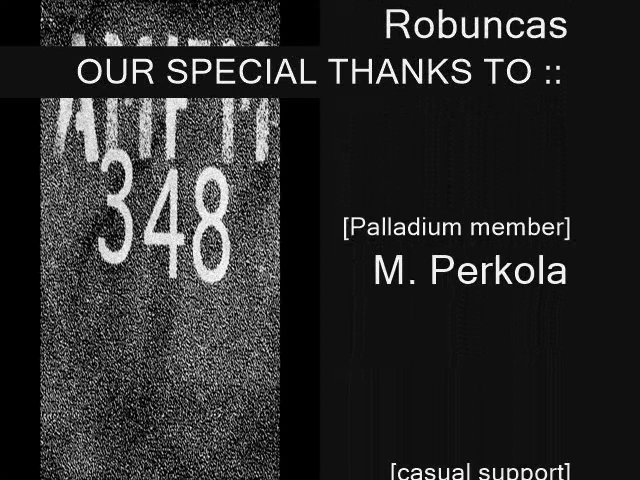 Robuncas
OUR SPECIAL THANKS TO ::
348
[Palladium member]
M. Perkola
[casual support]